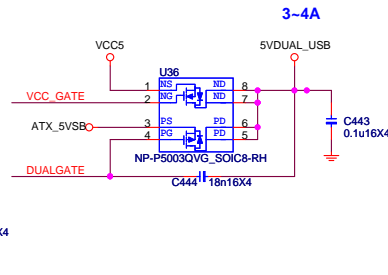 3~4A
VCC5
5VDUAL_USB
U36
1 NS ND 8
VCC_GATE 2 NG ND 7
ATX_5VSB 3 PS PD 6
4 PG PD 5
C443
0.1u16X4
NP-P5003QVG_SOIC8-RH
DUALGATE
C444 18n16X4
X4